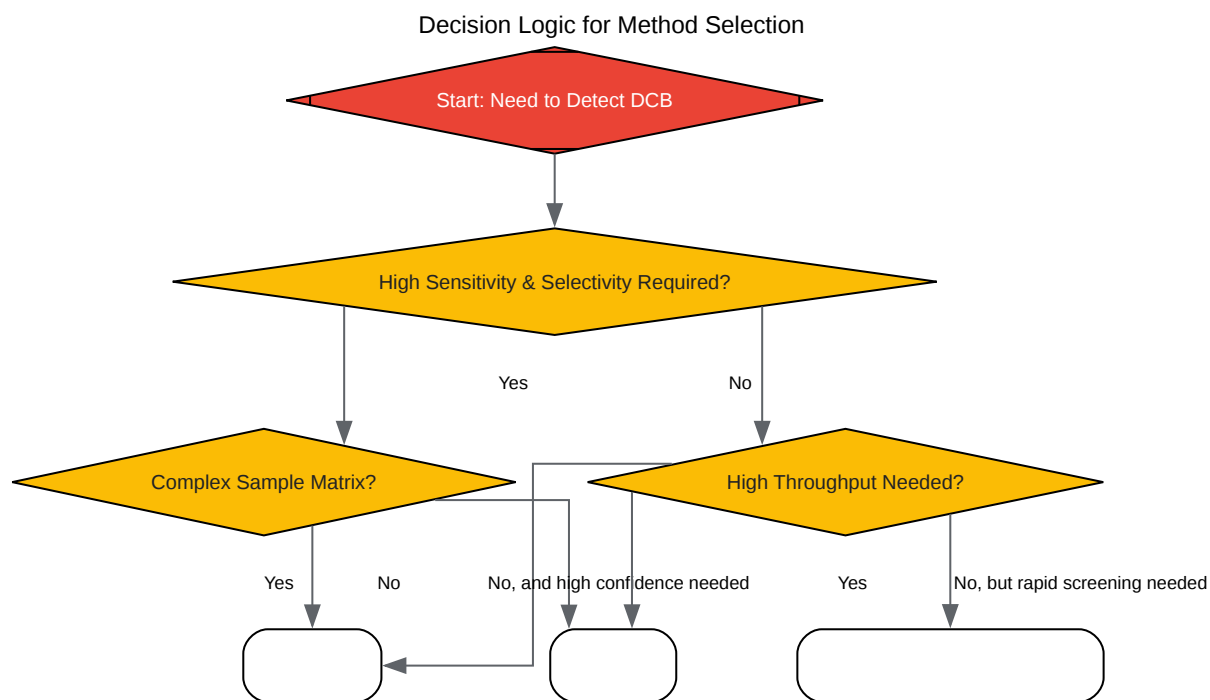 Decision Logic for Method Selection
Start: Need to Detect DCB
High Sensitivity & Selectivity Required?
Yes
No
Complex Sample Matrix?
High Throughput Needed?
Yes
No
No, and high confidence needed
Yes
No, but rapid screening needed